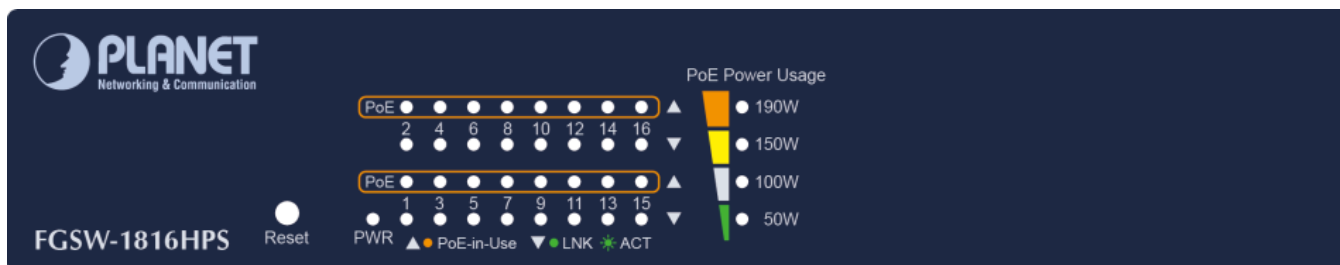 PLANET
Networking & Communication
PoE Power Usage
PoE
190W
2 4 6 8 10 12 14 16
150W
PoE
100W
1 3 5 7 9 11 13 15
50W
FGSW-1816HPS
Reset
PWR
PoE-in-Use LNK ACT